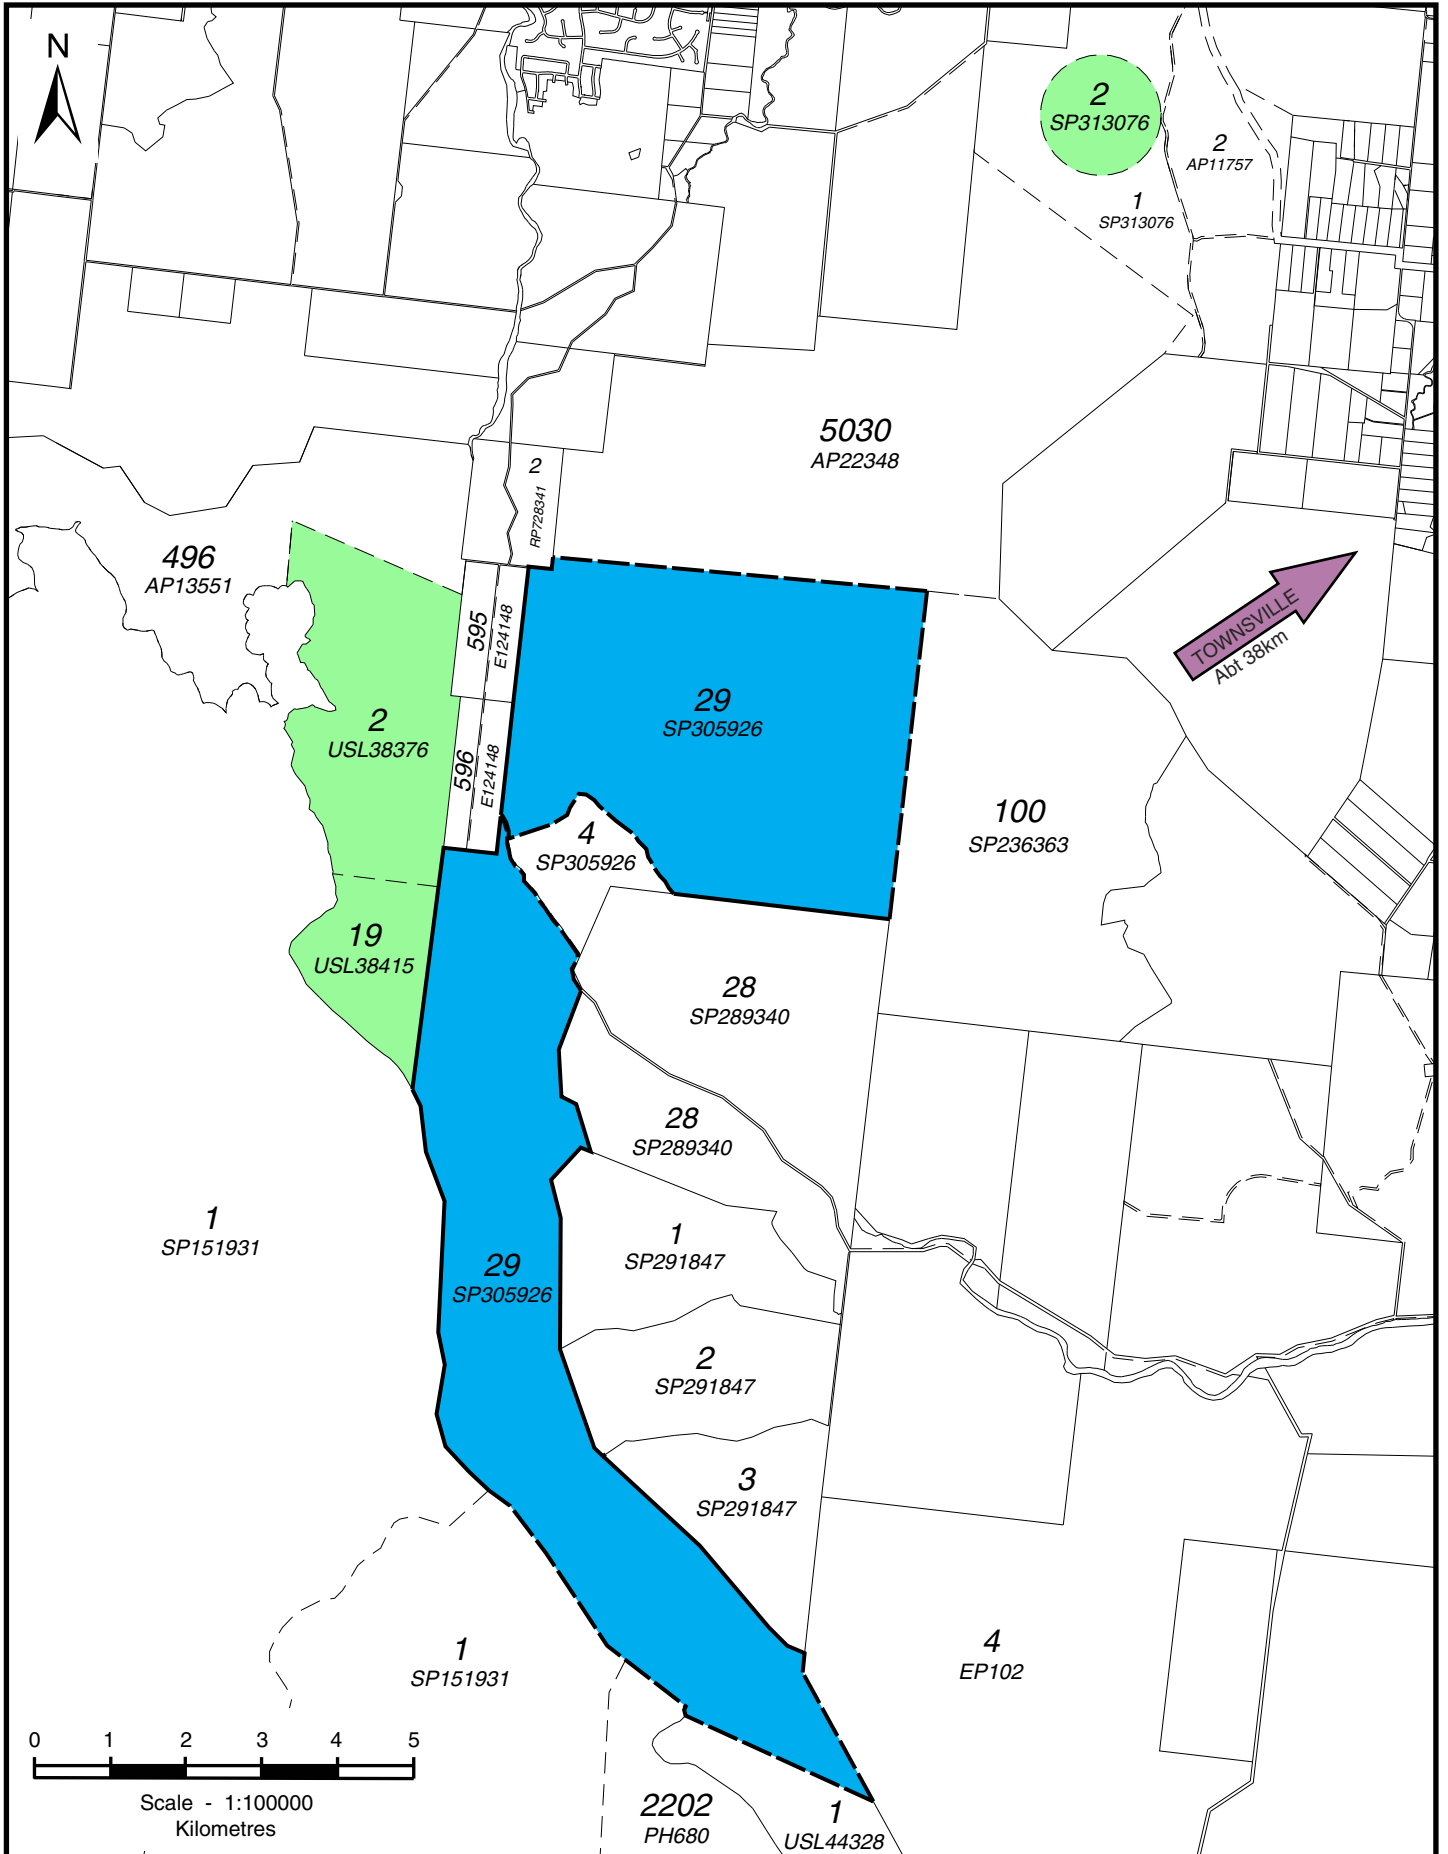 N
2
SP313076
2
AP11757
1
SP313076
5030
AP22348
2
RP728341
496
AP13551
595
E124148
TOWNSVILLE
Abt 38km
29
SP305926
2
USL38376
596
E124148
100
SP236363
4
SP305926
19
USL38415
28
SP289340
28
SP289340
1
SP151931
1
SP291847
29
SP305926
2
SP291847
3
SP291847
1
SP151931
4
EP102
0 1 2 3 4 5
Scale - 1:100000
Kilometres
2202
PH680
1
USL44328